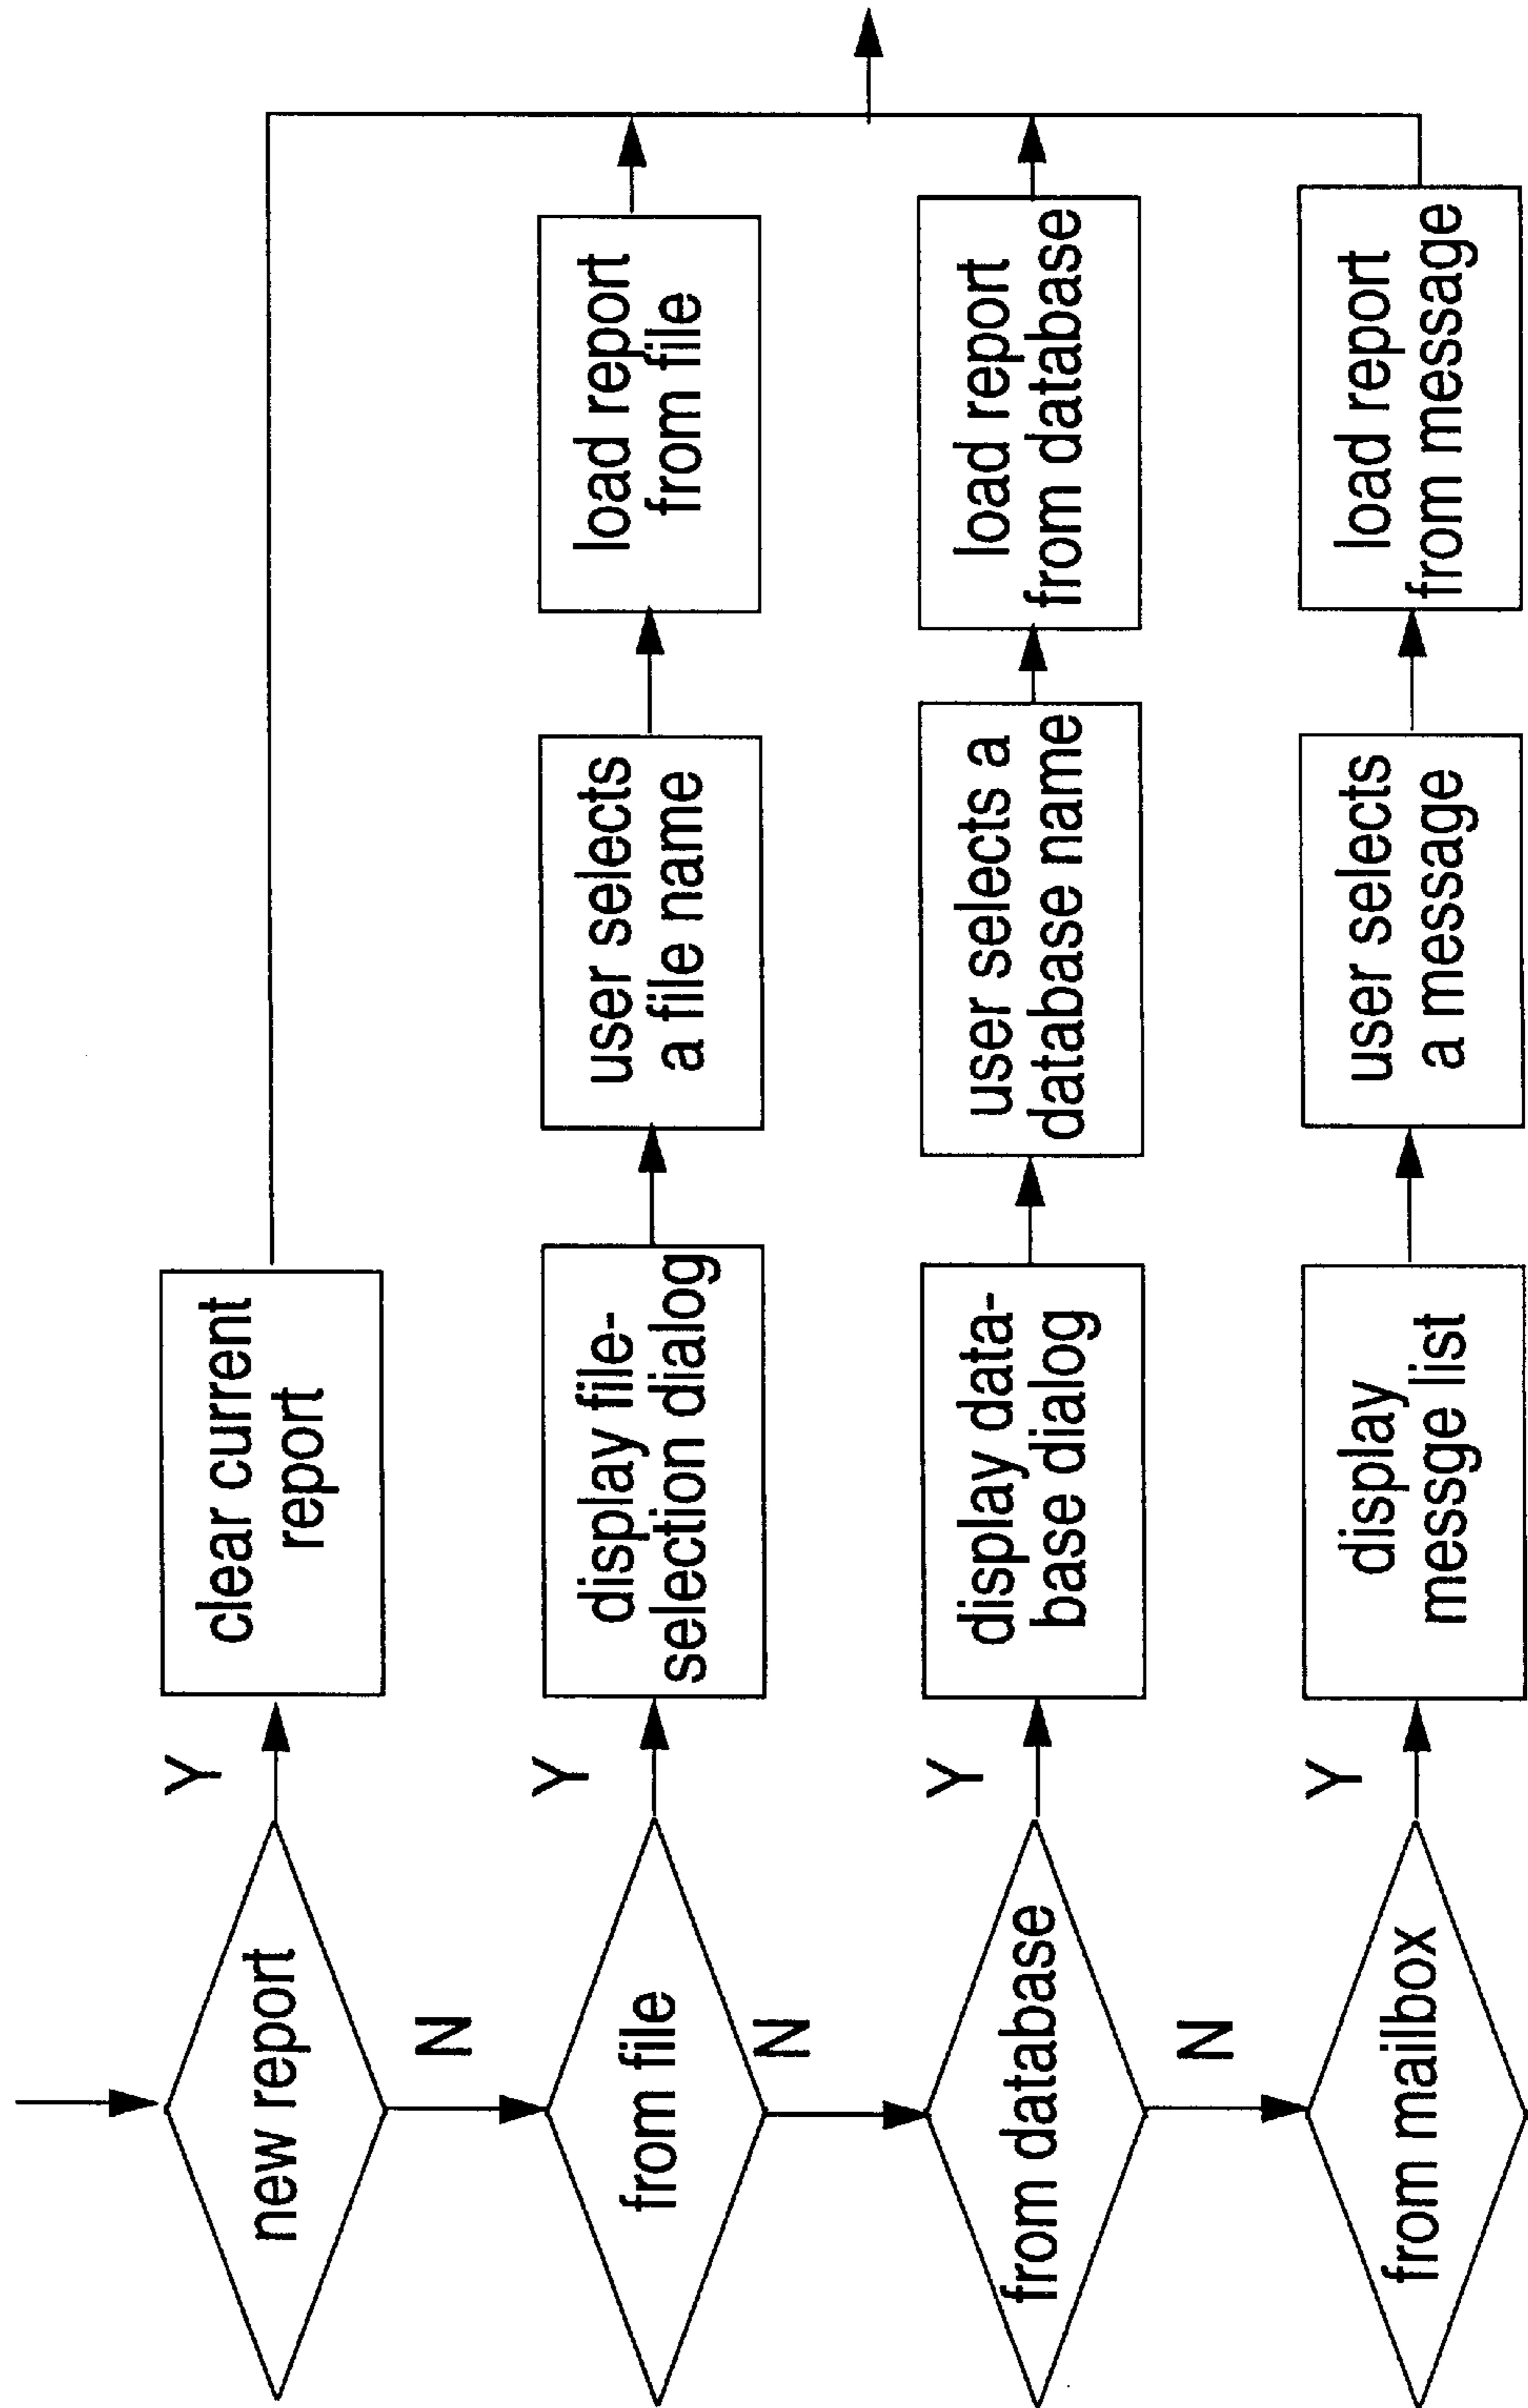 new report
Y
clear current
report
N
from file
Y
display file-
selection dialog
user selects
a file name
load report
from file
N
from database
Y
display data-
base dialog
user selects a
database name
load report
from database
N
from mailbox
Y
display
messge list
user selects
a message
load report
from message